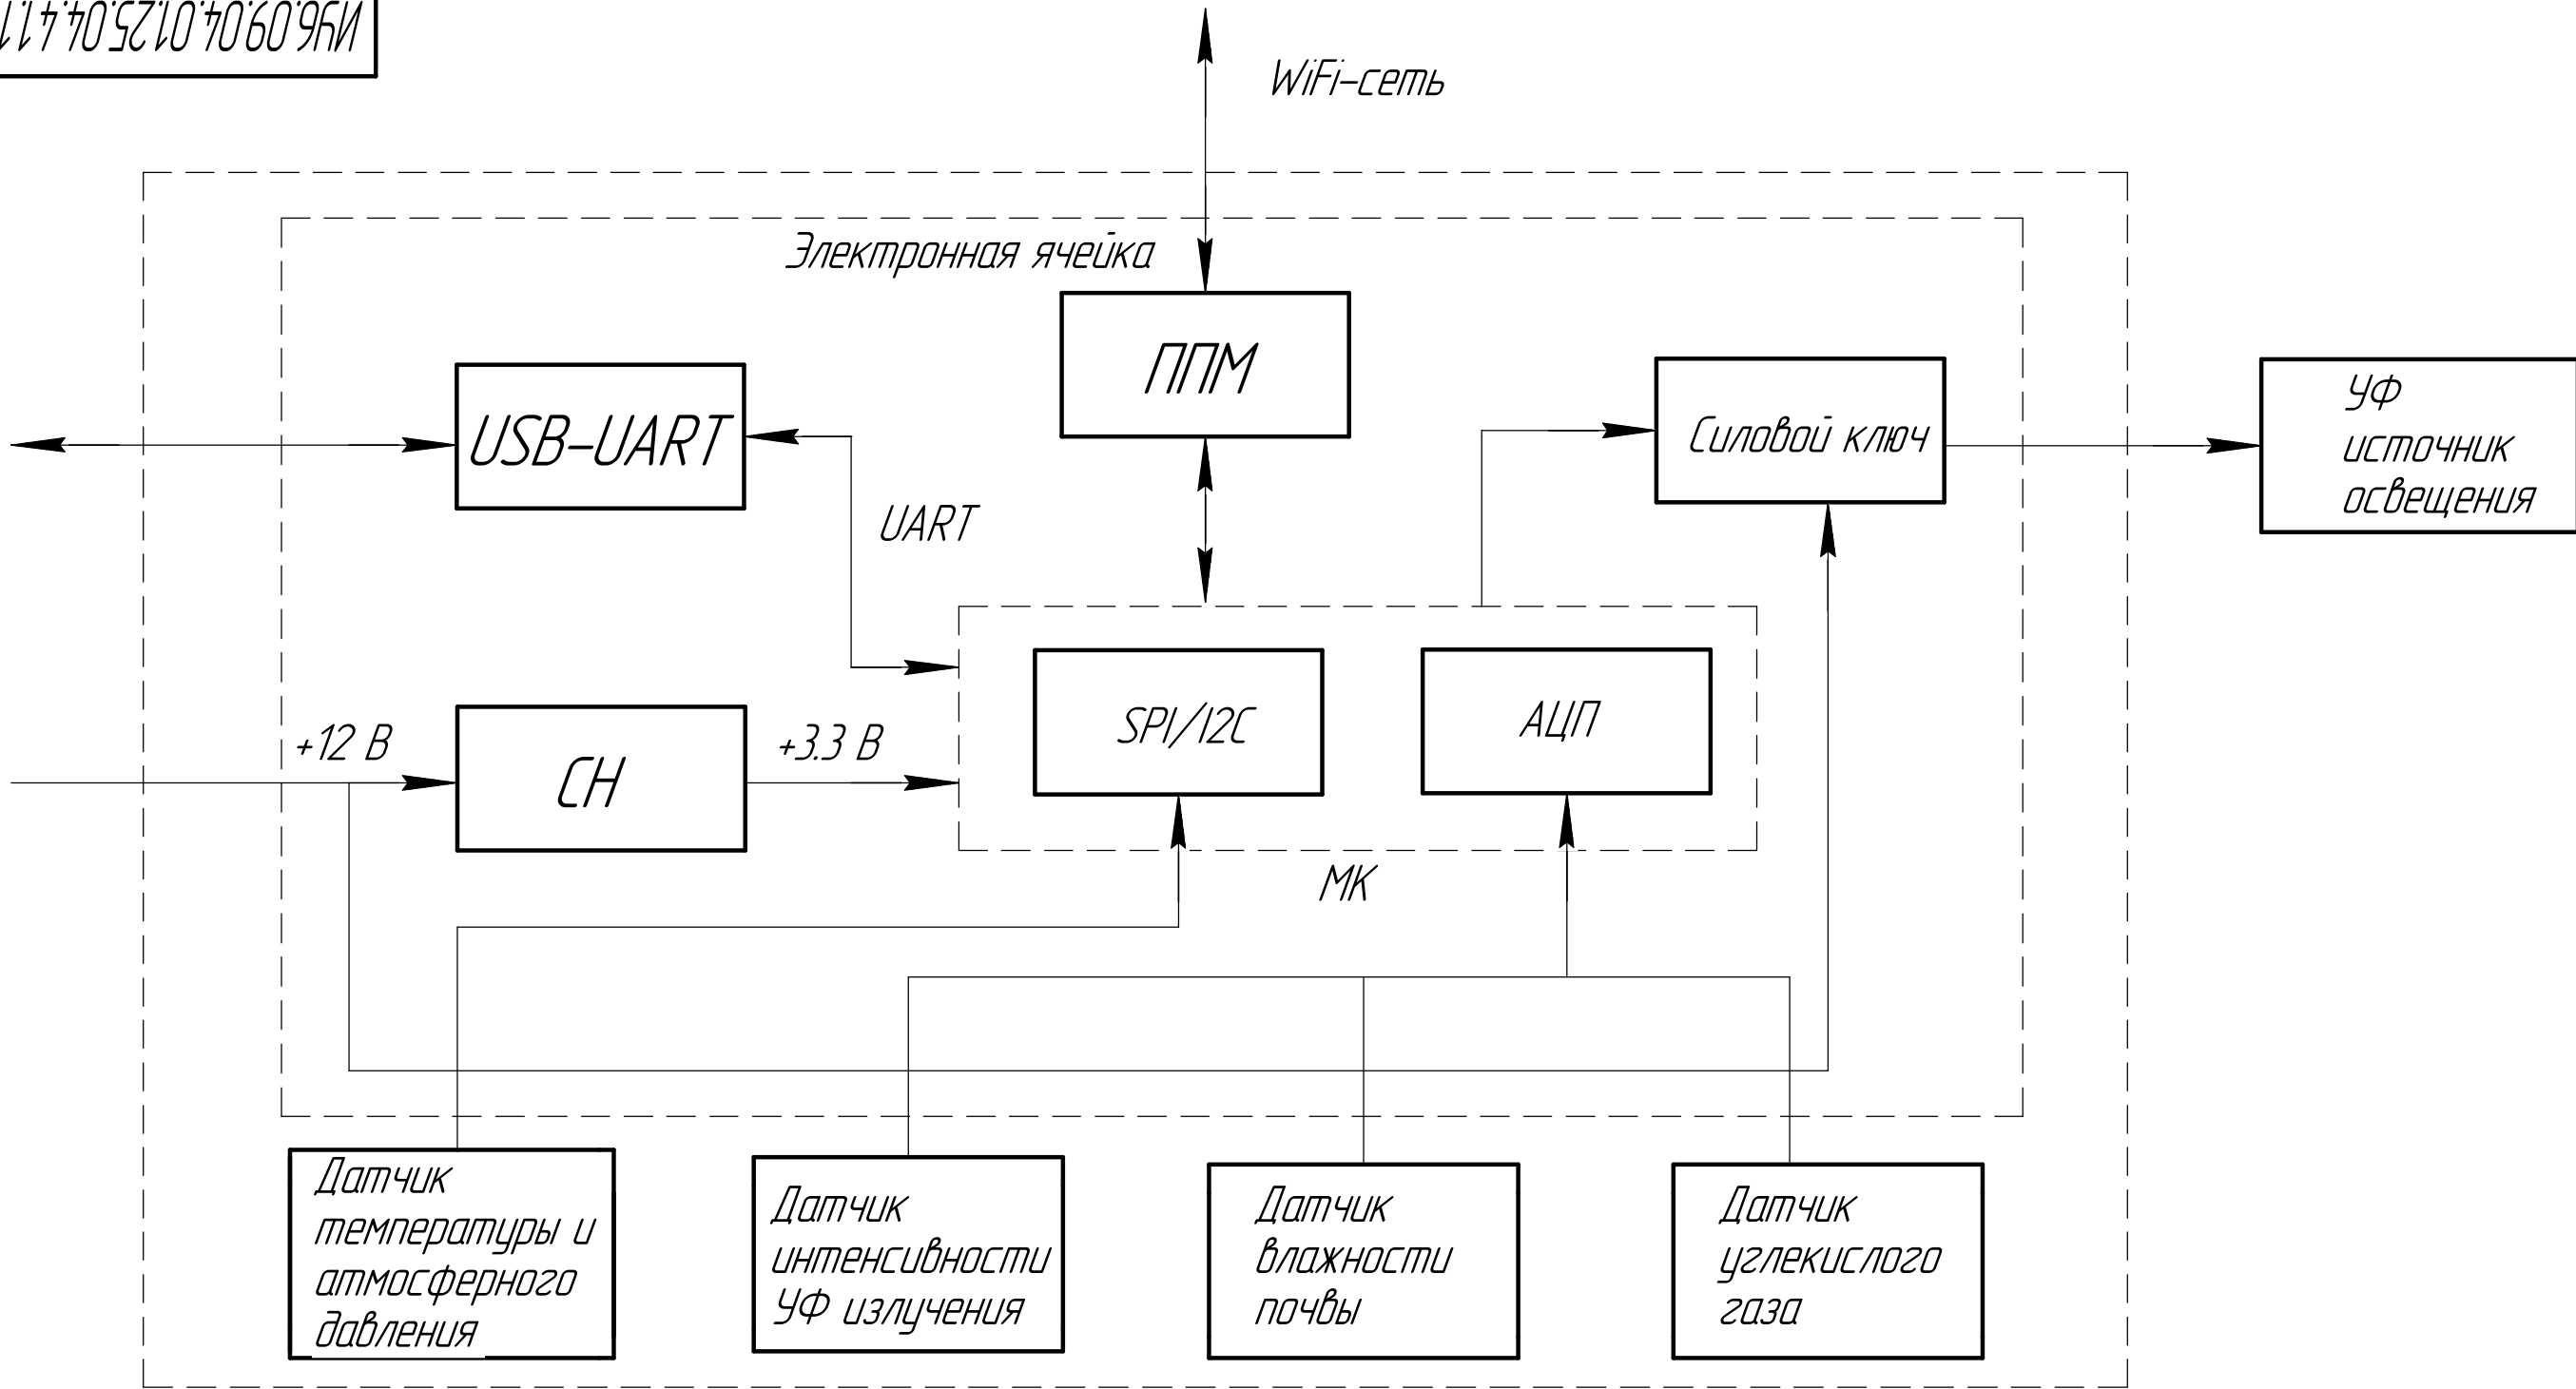 ИУ6.09.04.01.25.04.4.11
WiFi-сеть
Электронная ячейка
ППМ
USB-UART
Силовой ключ
УФ
источник
освещения
UART
SPI/I2C
АЦП
+12 В
СН
+3.3 В
МК
Датчик
температуры и
атмосферного
давления
Датчик
интенсивности
УФ излучения
Датчик
влажности
почвы
Датчик
углекислого
газа